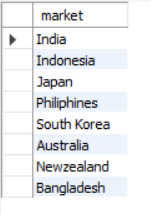 market
India
Indonesia
Japan
Philiphines
South Korea
Australia
Newzealand
Bangladesh